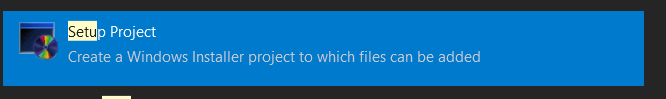 Setup Project
Create a Windows Installer project to which files can be added